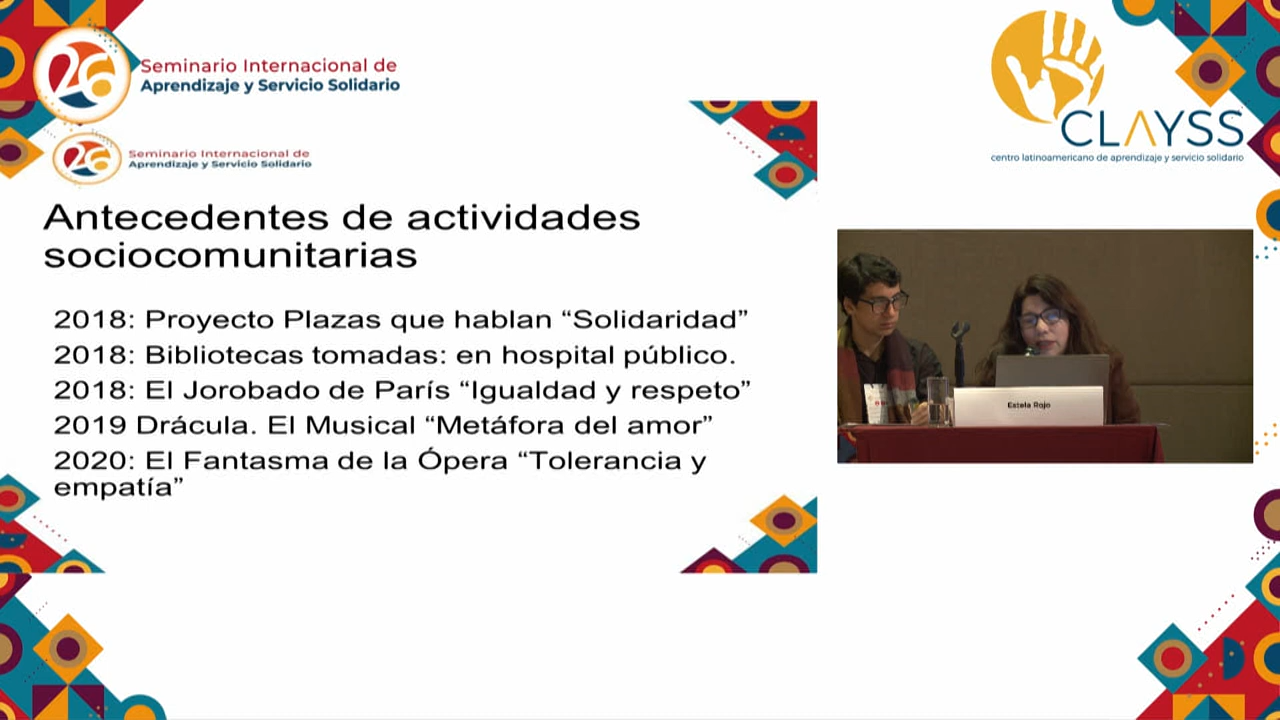 26
Seminario Internacional de
Aprendizaje y Servicio Solidario
CLAYSS
centro latinoamericano de aprendizaje y servicio solidario
26
Seminario Internacional de
Aprendizaje y Servicio Solidario
Antecedentes de actividades
sociocomunitarias
2018: Proyecto Plazas que hablan “Solidaridad”
2018: Bibliotecas tomadas: en hospital público.
2018: El Jorobado de París “Igualdad y respeto”
2019 Drácula. El Musical “Metáfora del amor”
2020: El Fantasma de la Ópera “Tolerancia y
empatía”
Estela Rojo